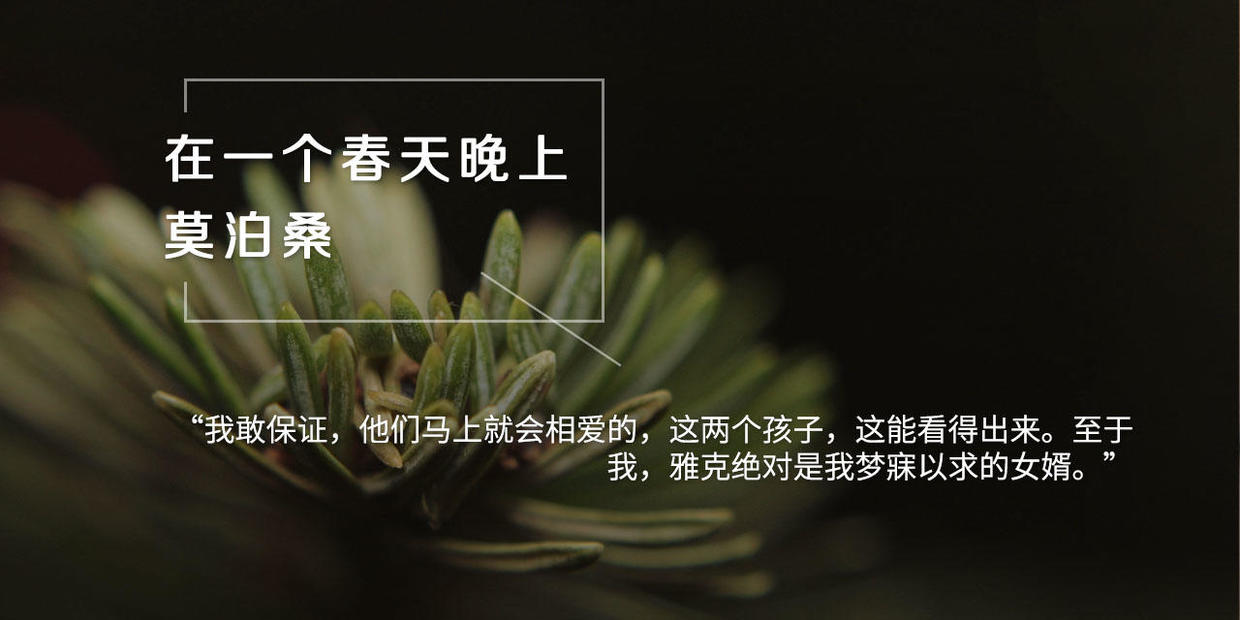 在一个春天晚上
莫泊桑
“我敢保证，他们马上就会相爱的，这两个孩子，这能看得出来。至于
我，雅克绝对是我梦寐以求的女婿。”